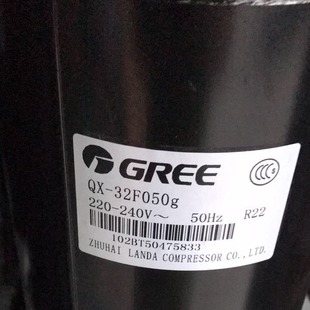 GREE
QX-32F050g
220-240V~ 50Hz R22
102BT50475833
ZHUHAI LANDA COMPRESSOR CO.,LTD.